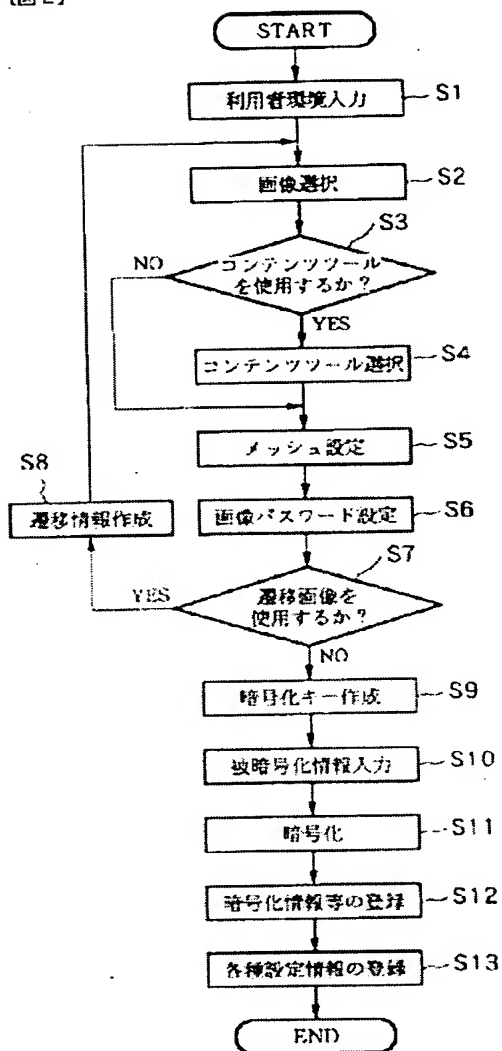 【図2】
START
利用者環境入力
S1
画像選択
S2
S3
NO
コンテンツツール
を使用するか?
YES
コンテンツツール選択
S4
メッシュ設定
S5
S8
遷移情報作成
画像パスワード設定
S6
S7
YES
遷移画像を
使用するか?
NO
暗号化キー作成
S9
被暗号化情報入力
S10
暗号化
S11
暗号化情報等の登録
S12
各種設定情報の登録
S13
END